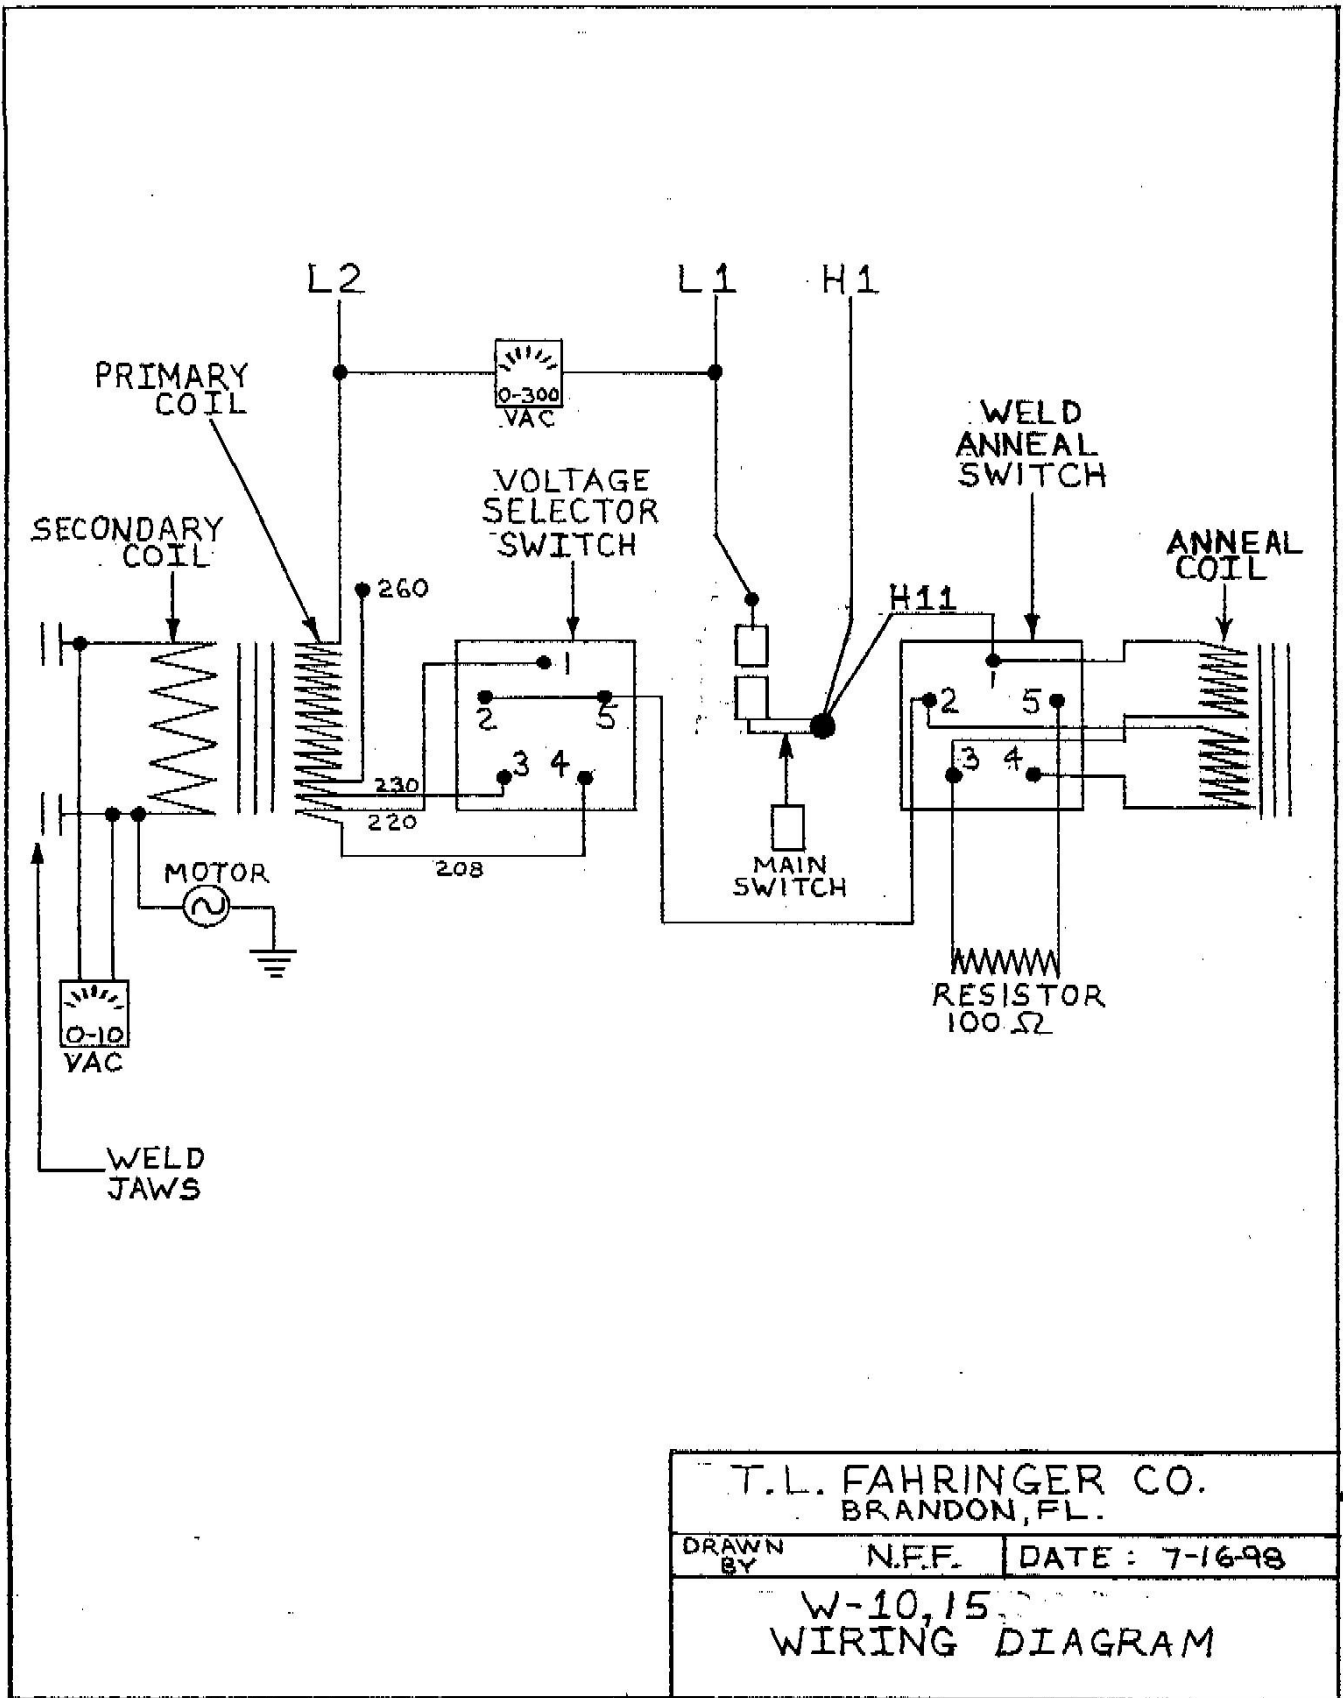 L2
L1
H1
PRIMARY
COIL
0-300
VAC
WELD
ANNEAL
SWITCH
VOLTAGE
SELECTOR
SWITCH
SECONDARY
COIL
ANNEAL
COIL
260
H11
1
2
5
3
4
230
220
208
1
2
5
3
4
MAIN
SWITCH
MOTOR
RESISTOR
100 Ω
0-10
VAC
WELD
JAWS
T.L. FAHRINGER CO.
BRANDON, FL.
DRAWN
BY
N.F.F.
DATE : 7-16-98
W-10,15
WIRING DIAGRAM